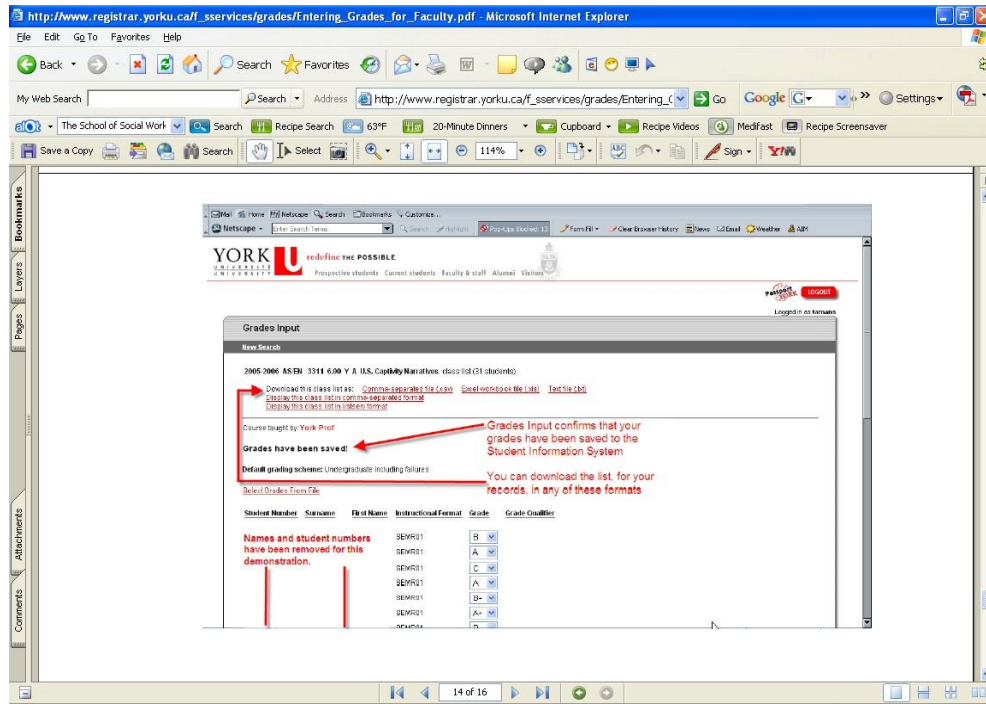 http://www.registrar.yorku.ca/f_sservices/grades/Entering_Grades_for_Faculty.pdf - Microsoft Internet Explorer
File Edit Go To Favorites Help
Back Search Favorites
My Web Search Search Address http://www.registrar.yorku.ca/f_sservices/grades/Entering_( Go Google G Settings
The School of Social Work Search Recipe Search 63°F 20-Minute Dinners Cupboard Recipe Videos Medifast Recipe Screensaver
Save a Copy Search Select 114% Sign Y!
Bookmarks
Layers
Pages
Attachments
Comments
Mail Home Netscape Search Bookmarks Customize...
Netscape Enter Search Terms Search Highlight Pop-Ups Blocked: 13 Form Fill Clear Browser History News Email Weather AIM
YORK U redefine THE POSSIBLE
UNIVERSITY
UNIVERSITY Prospective students Current students Faculty & staff Alumni Visitors
Passport YORK LOGOUT
Logged in as
Grades Input
New Search
2005-2006 AS/EN 3311 6.00 Y A U.S. Captivity Narratives class list (31 students)
Download this class list as: Comma-separated file (.csv) Excel workbook file (.xls) Text file (.txt)
Display this class list in comma-separated format
Display this class list in listserv format
Course taught by York Prof
Grades Input confirms that your
grades have been saved to the
Student Information System
Grades have been saved!
Default grading scheme: Undergraduate including failures
You can download the list, for your
records, in any of these formats
Select Grades From File
Student Number Surname First Name Instructional Format Grade Grade Qualifier
Names and student numbers
have been removed for this
demonstration.
SEMR01 B
SEMR01 A
SEMR01 C
SEMR01 A
SEMR01 B+
SEMR01 A+
14 of 16